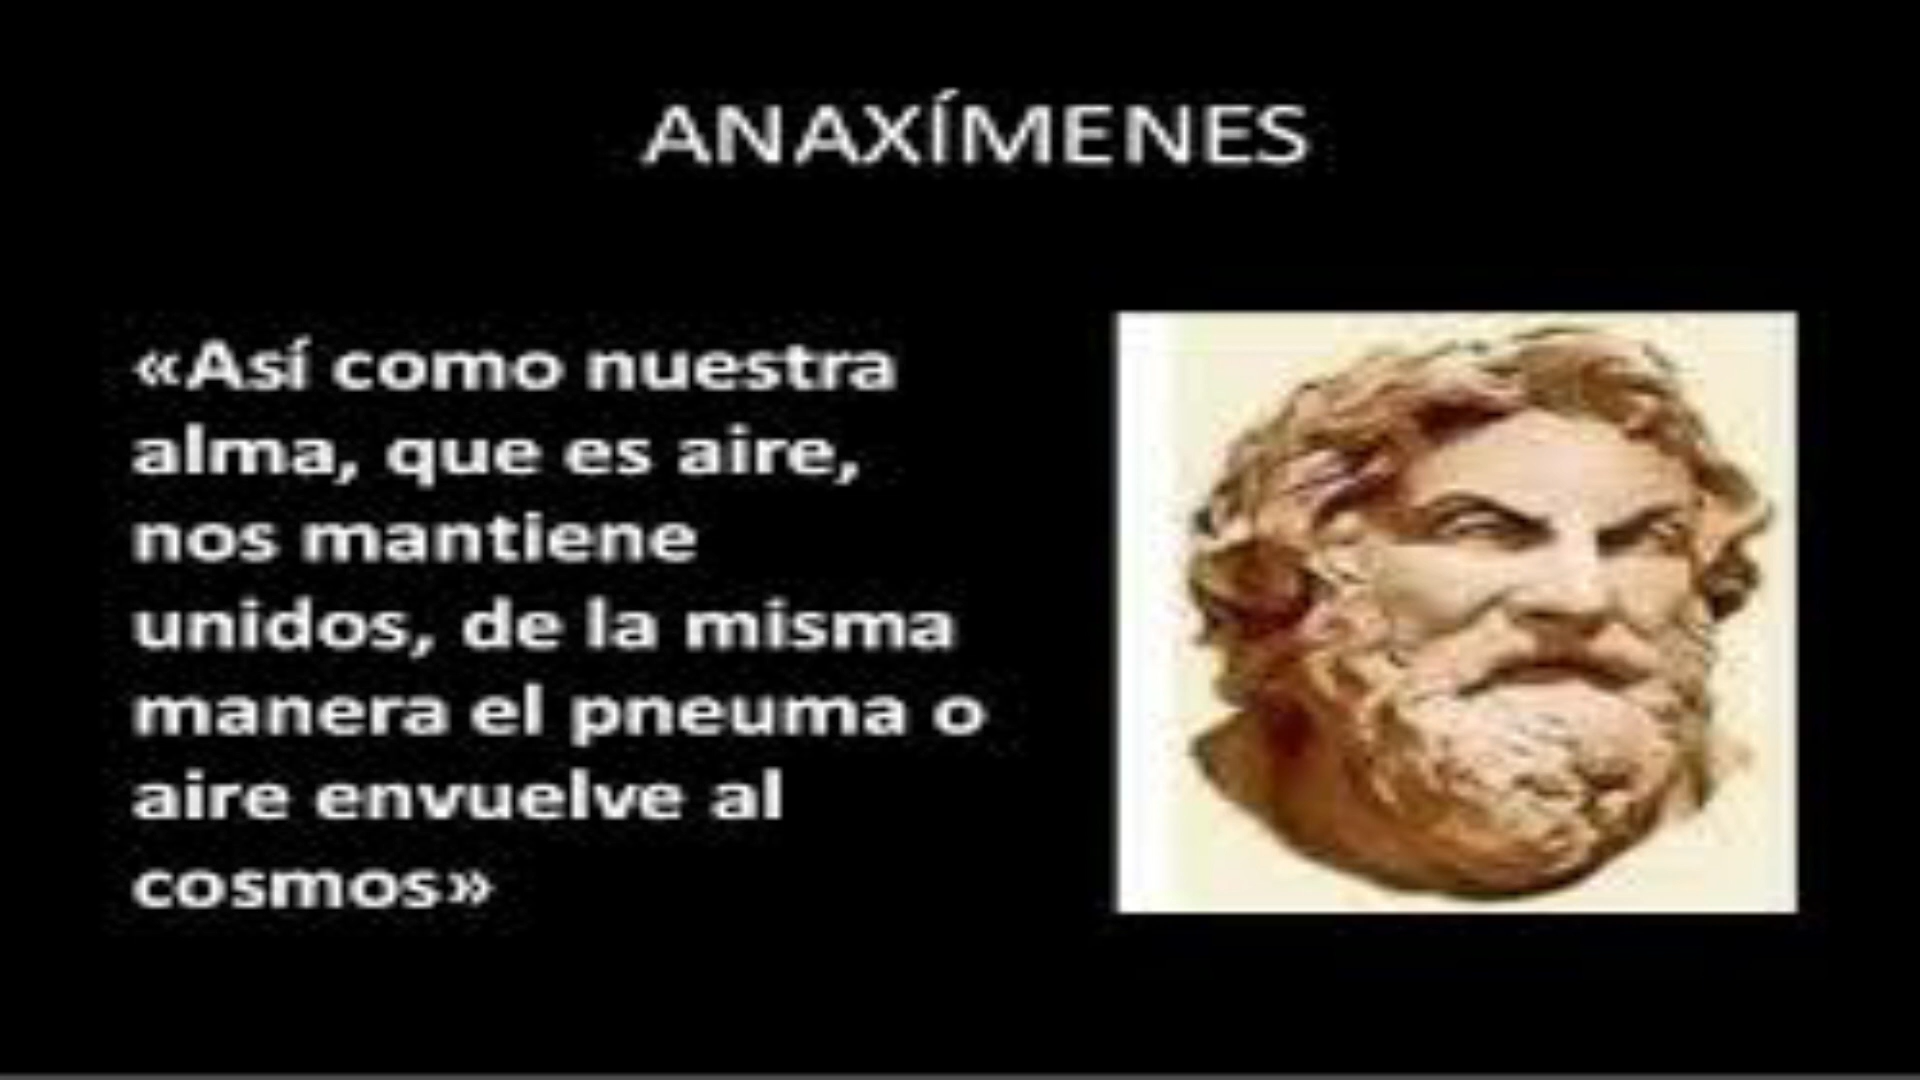 ANAXÍMENES
«Así como nuestra
alma, que es aire,
nos mantiene
unidos, de la misma
manera el pneuma o
aire envuelve al
cosmos»